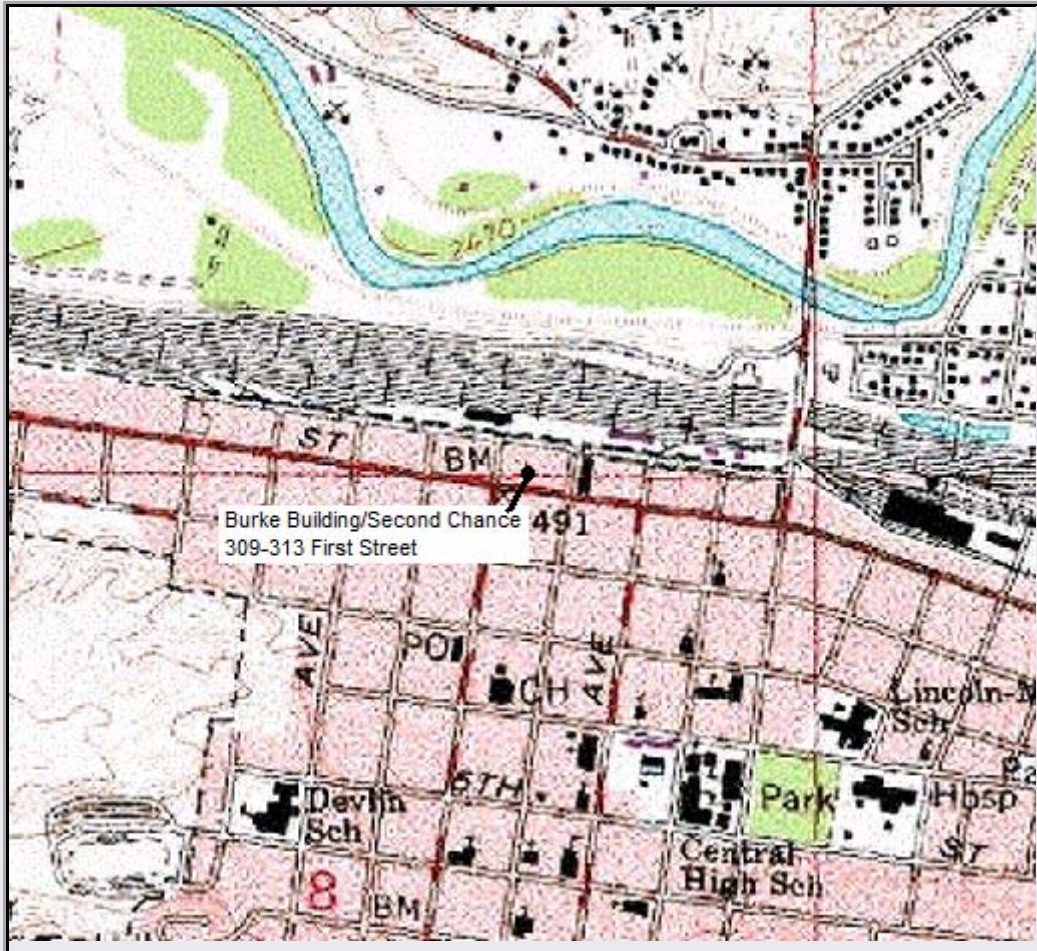 2470
ST
BM
Burke Building/Second Chance
309-313 First Street
491
AVE
PO
CH
AVE
Lincoln-M
Sch
Pa
6TH
Park
Hosp
Devlin
Sch
Central
High Sch
ST
8
BM